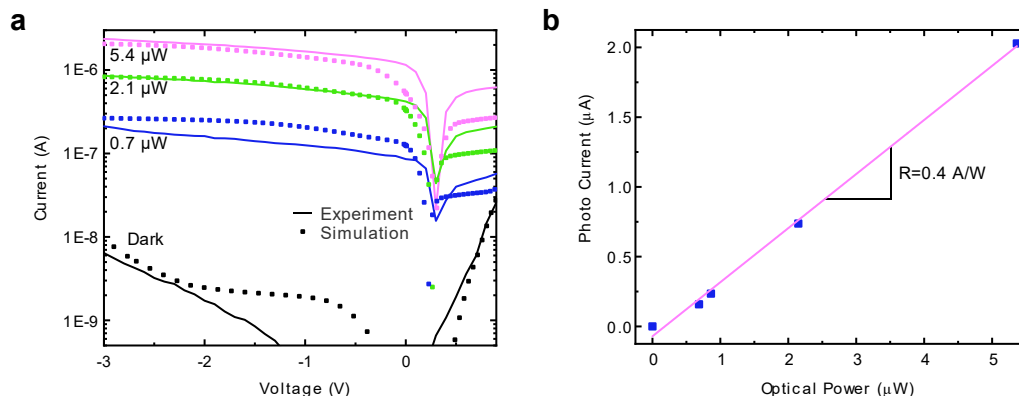 a
1E-6
1E-7
1E-8
1E-9
Current (A)
5.4 µW
2.1 µW
0.7 µW
Dark
Experiment
Simulation
-3
-2
-1
0
Voltage (V)
b
2.0
1.5
1.0
0.5
0.0
Photo Current (µA)
R=0.4 A/W
0
1
2
3
4
5
Optical Power (µW)